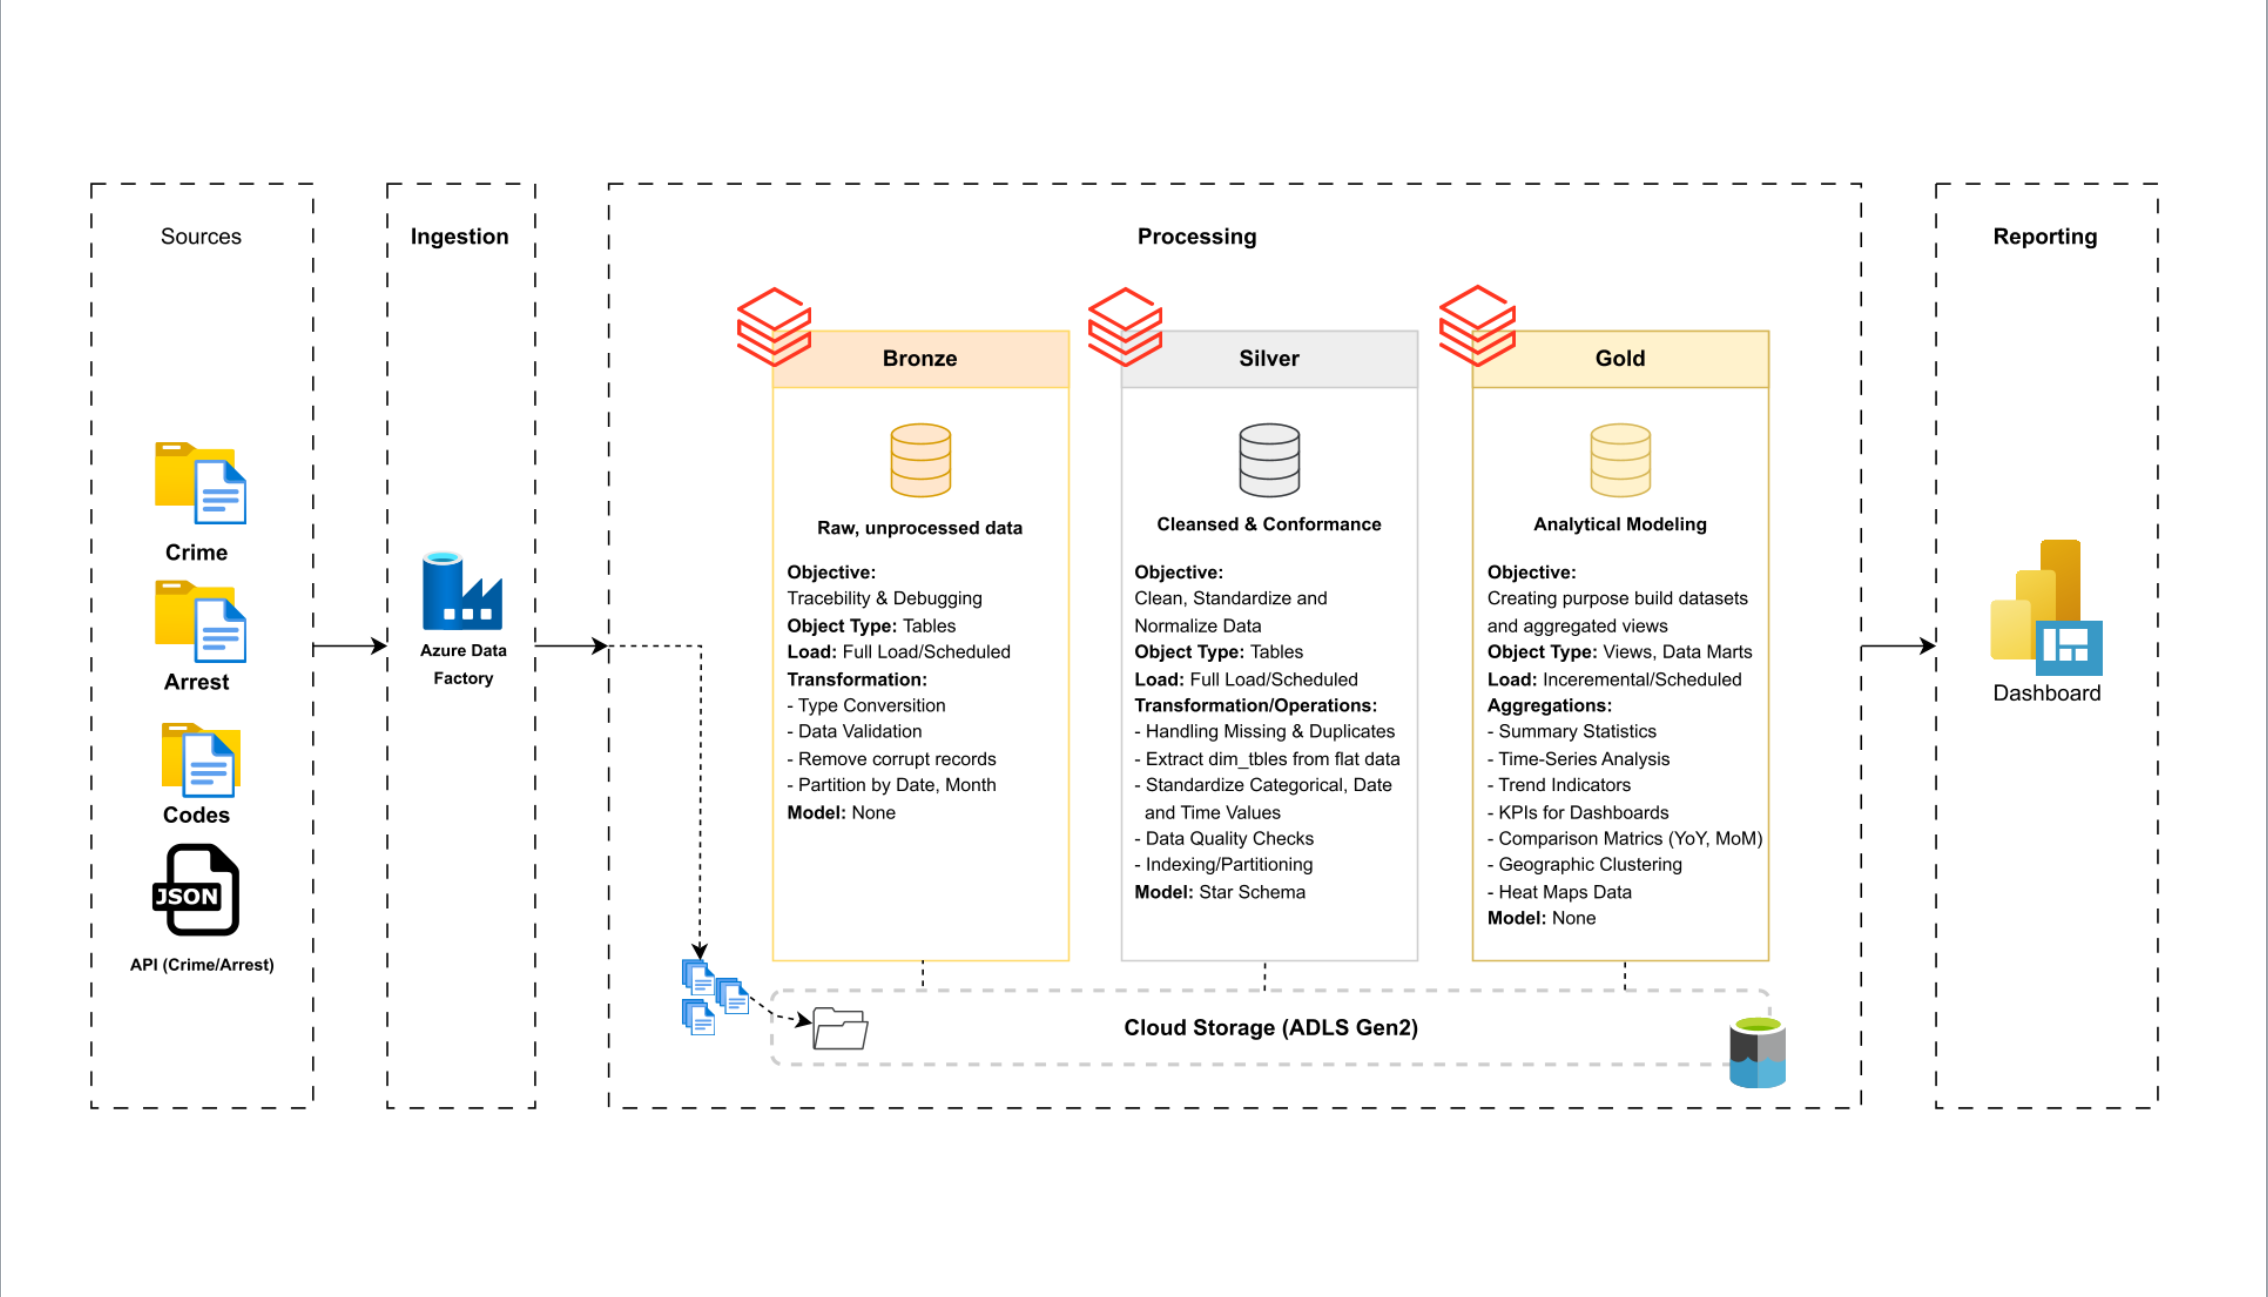 Sources
Crime
Arrest
Codes
JSON
API (Crime/Arrest)
Ingestion
Azure Data
Factory
Processing
Bronze
Raw, unprocessed data
Objective:
Tracebility & Debugging
Object Type: Tables
Load: Full Load/Scheduled
Transformation:
- Type Conversition
- Data Validation
- Remove corrupt records
- Partition by Date, Month
Model: None
Silver
Cleansed & Conformance
Objective:
Clean, Standardize and
Normalize Data
Object Type: Tables
Load: Full Load/Scheduled
Transformation/Operations:
- Handling Missing & Duplicates
- Extract dim_tbles from flat data
- Standardize Categorical, Date
and Time Values
- Data Quality Checks
- Indexing/Partitioning
Model: Star Schema
Gold
Analytical Modeling
Objective:
Creating purpose build datasets
and aggregated views
Object Type: Views, Data Marts
Load: Inceremental/Scheduled
Aggregations:
- Summary Statistics
- Time-Series Analysis
- Trend Indicators
- KPIs for Dashboards
- Comparison Matrics (YoY, MoM)
- Geographic Clustering
- Heat Maps Data
Model: None
Cloud Storage (ADLS Gen2)
Reporting
Dashboard